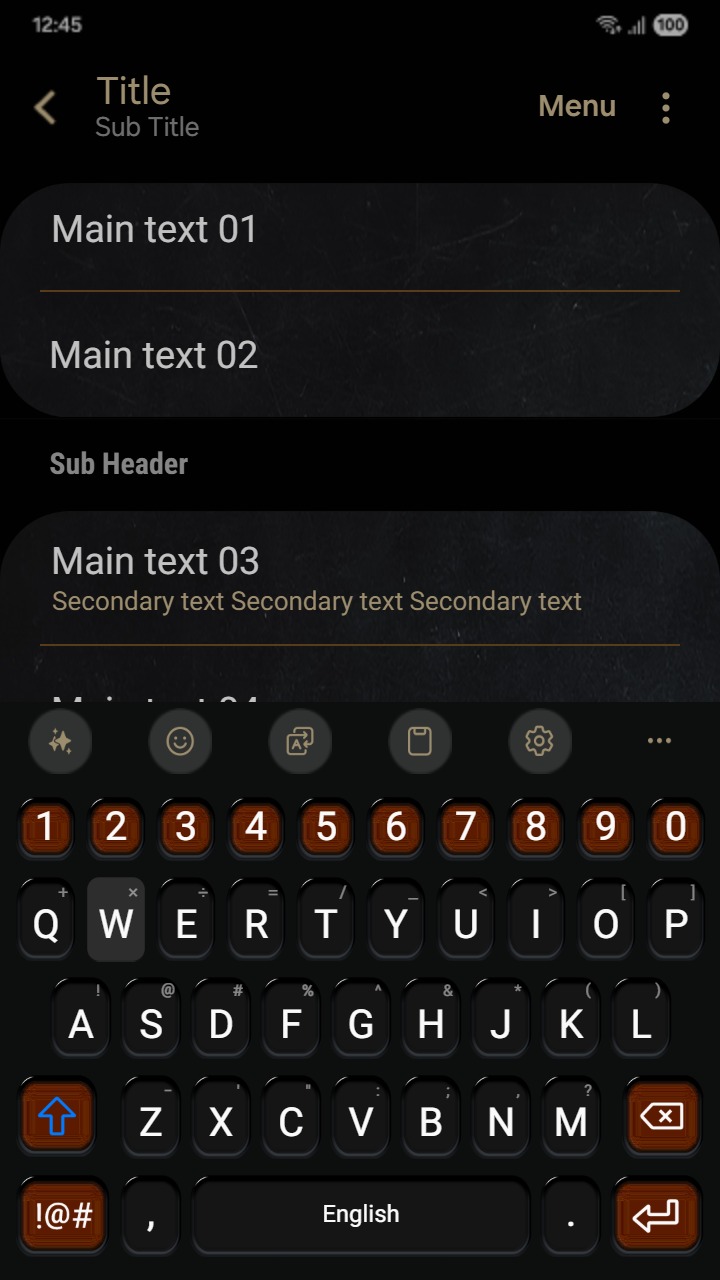 12:45
100
Title
Sub Title
Menu
Main text 01
Main text 02
Sub Header
Main text 03
Secondary text Secondary text Secondary text
1 2 3 4 5 6 7 8 9 0
+ × ÷ = / _ < > [ ]
Q W E R T Y U I O P
! @ # % ^ & * ( )
A S D F G H J K L
- ' " : ; , ?
Z X C V B N M
!@# , English .